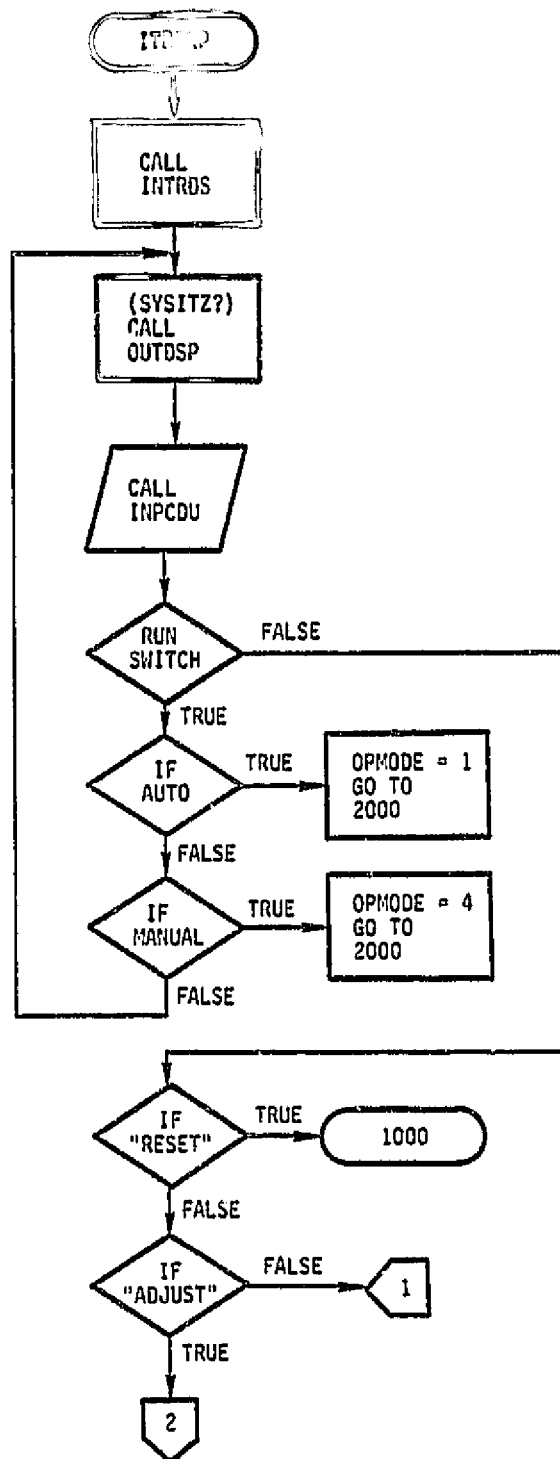 CALL
INTRDS
(SYSITZ?)
CALL
OUTDSP
CALL
INPCDU
RUN
SWITCH
FALSE
TRUE
IF
AUTO
TRUE
OPMODE = 1
GO TO
2000
FALSE
IF
MANUAL
TRUE
OPMODE = 4
GO TO
2000
FALSE
IF
"RESET"
TRUE
1000
FALSE
IF
"ADJUST"
FALSE
1
TRUE
2